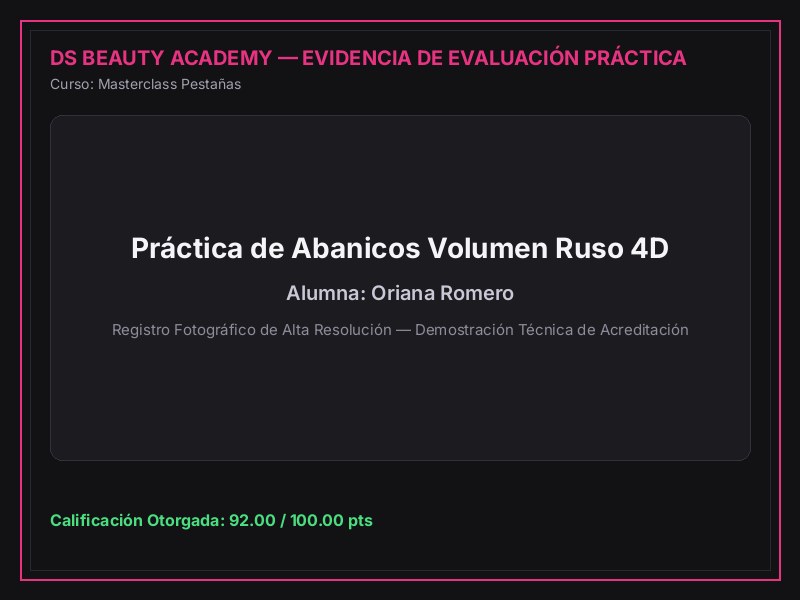 DS BEAUTY ACADEMY — EVIDENCIA DE EVALUACIÓN PRÁCTICA
Curso: Masterclass Pestañas
Práctica de Abanicos Volumen Ruso 4D
Alumna: Oriana Romero
Registro Fotográfico de Alta Resolución — Demostración Técnica de Acreditación
Calificación Otorgada: 92.00 / 100.00 pts